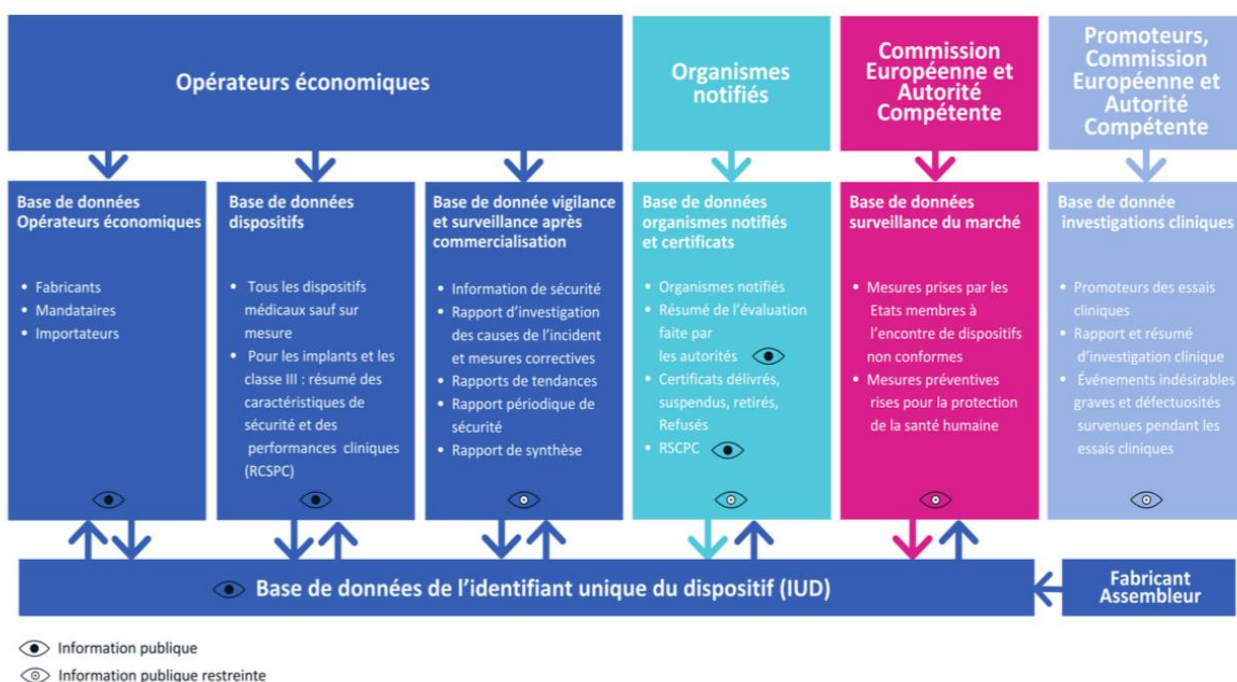 Opérateurs économiques
Organismes
notifiés
Commission
Européenne et
Autorité
Compétente
Promoteurs,
Commission
Européenne et
Autorité
Compétente
Base de données
Opérateurs économiques
• Fabricants
• Mandataires
• Importateurs
Base de données
dispositifs
• Tous les dispositifs
médicaux sauf sur
mesure
• Pour les implants et les
classe III : résumé des
caractéristiques de
sécurité et des
performances cliniques
(RCSPC)
Base de donnée vigilance
et surveillance après
commercialisation
• Information de sécurité
• Rapport d’investigation
des causes de l’incident
et mesures correctives
• Rapports de tendances
• Rapport périodique de
sécurité
• Rapport de synthèse
Base de données
organismes notifiés
et certificats
• Organismes notifiés
• Résumé de l’évaluation
faite par
les autorités
• Certificats délivrés,
suspendus, retirés,
Refusés
• RSCPC
Base de données
surveillance du marché
• Mesures prises par les
Etats membres à
l’encontre de dispositifs
non conformes
• Mesures préventives
rises pour la protection
de la santé humaine
Base de donnée
investigations cliniques
• Promoteurs des essais
cliniques
• Rapport et résumé
d’investigation clinique
• Événements indésirables
graves et défectuosités
survenues pendant les
essais cliniques
Base de données de l’identifiant unique du dispositif (IUD)
Fabricant
Assembleur
Information publique
Information publique restreinte